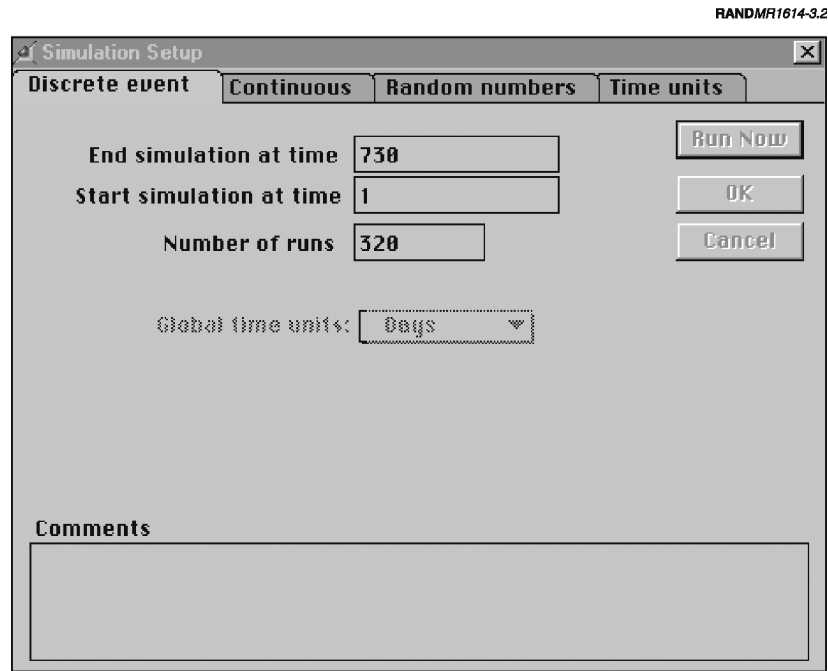 RANDMR1614-3.2
Simulation Setup
Discrete event Continuous Random numbers Time units
End simulation at time 730
Run Now
Start simulation at time 1
OK
Number of runs 320
Cancel
Global time units: Days
Comments